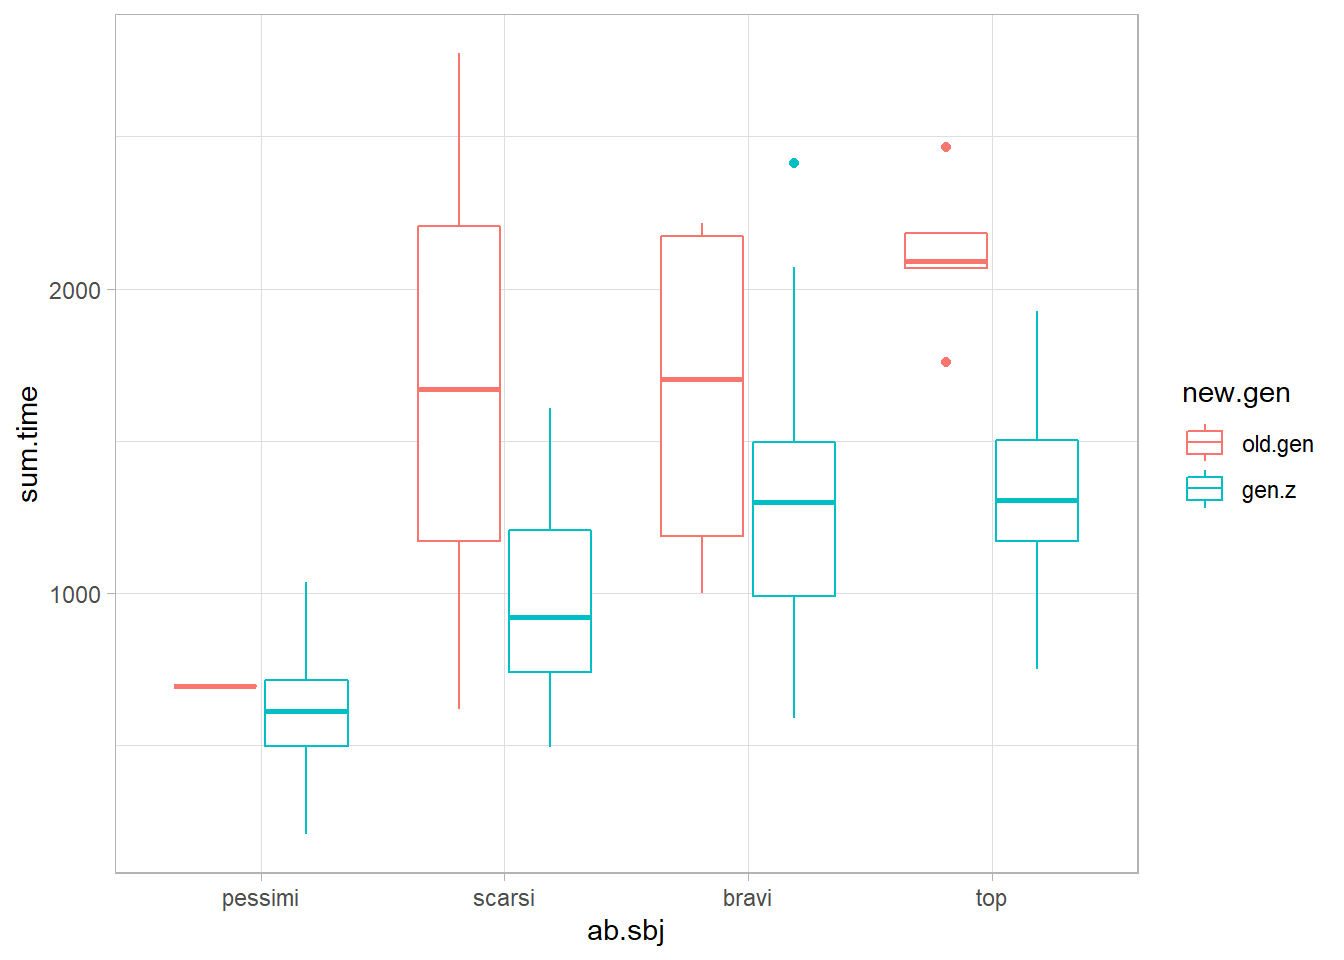 sum.time
2000
1000
pessimi
scarsi
bravi
top
ab.sbj
new.gen
old.gen
gen.z